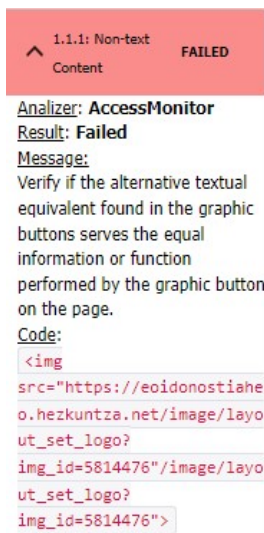 1.1.1: Non-text
Content
FAILED
Analizer: AccessMonitor
Result: Failed
Message:
Verify if the alternative textual
equivalent found in the graphic
buttons serves the equal
information or function
performed by the graphic button
on the page.
Code:
<img
src="https://eoidonostiahe
o.hezkuntza.net/image/layo
ut_set_logo?
img_id=5814476"/image/layo
ut_set_logo?
img_id=5814476">